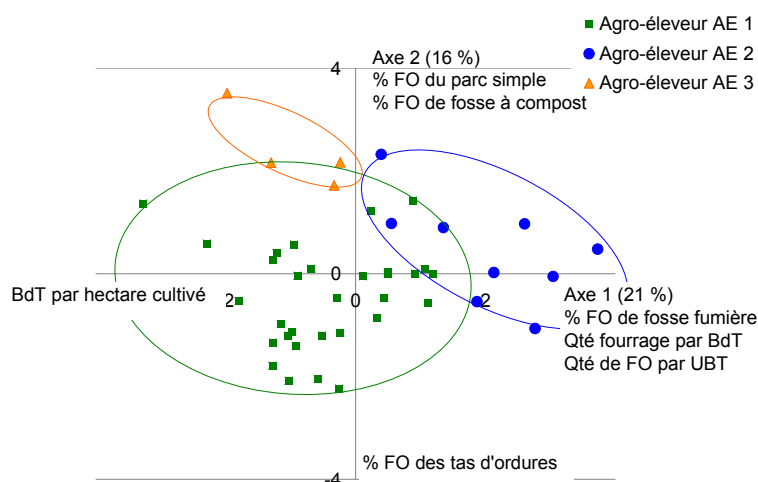 Agro-éleveur AE 1
Agro-éleveur AE 2
Agro-éleveur AE 3
4
Axe 2 (16 %)
% FO du parc simple
% FO de fosse à compost
0
BdT par hectare cultivé
2
0
2
Axe 1 (21 %)
% FO de fosse fumière
Qté fourrage par BdT
Qté de FO par UBT
% FO des tas d'ordures
-4